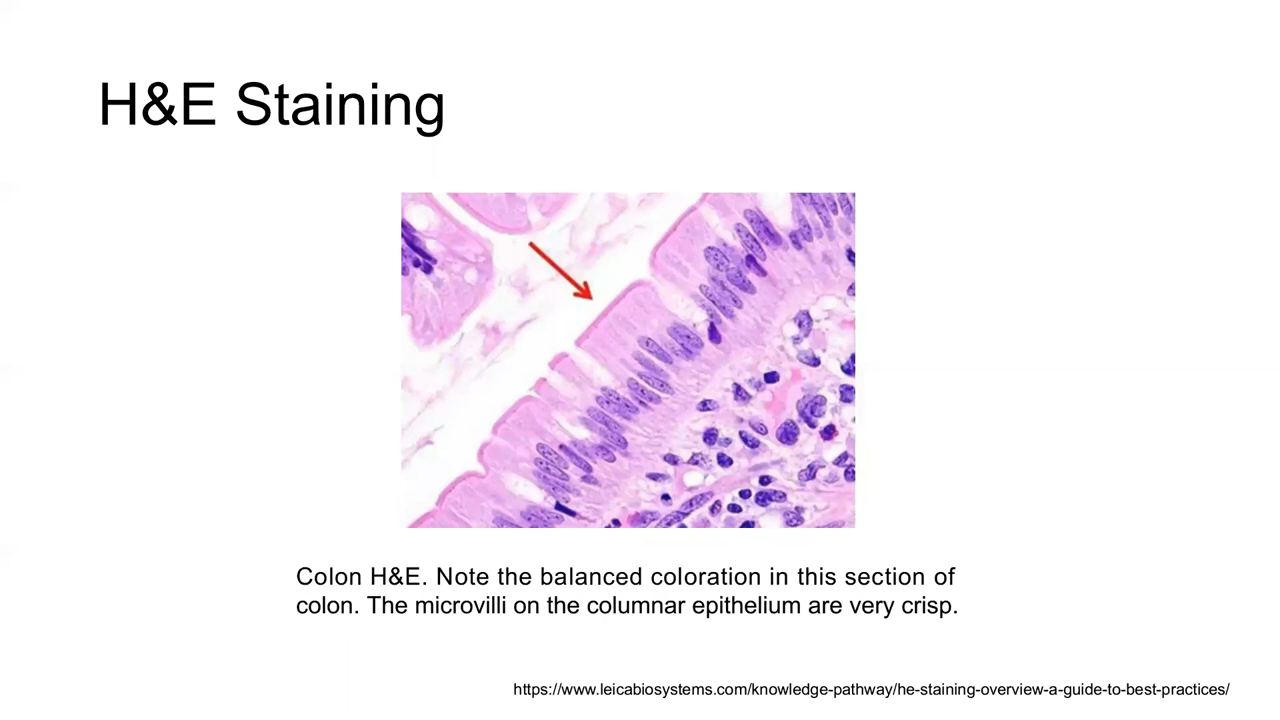 H&E Staining
Colon H&E. Note the balanced coloration in this section of
colon. The microvilli on the columnar epithelium are very crisp.
https://www.leicabiosystems.com/knowledge-pathway/he-staining-overview-a-guide-to-best-practices/